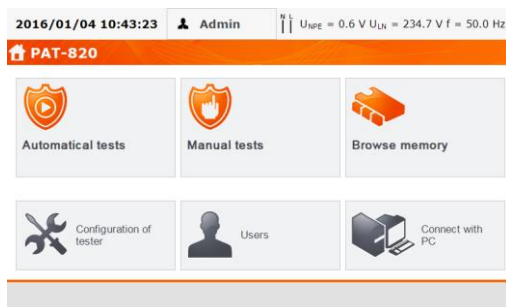 2016/01/04 10:43:23 Admin N L UNPE = 0.6 V ULN = 234.7 V f = 50.0 Hz
PAT-820
Automatical tests Manual tests Browse memory
Configuration of tester Users Connect with PC